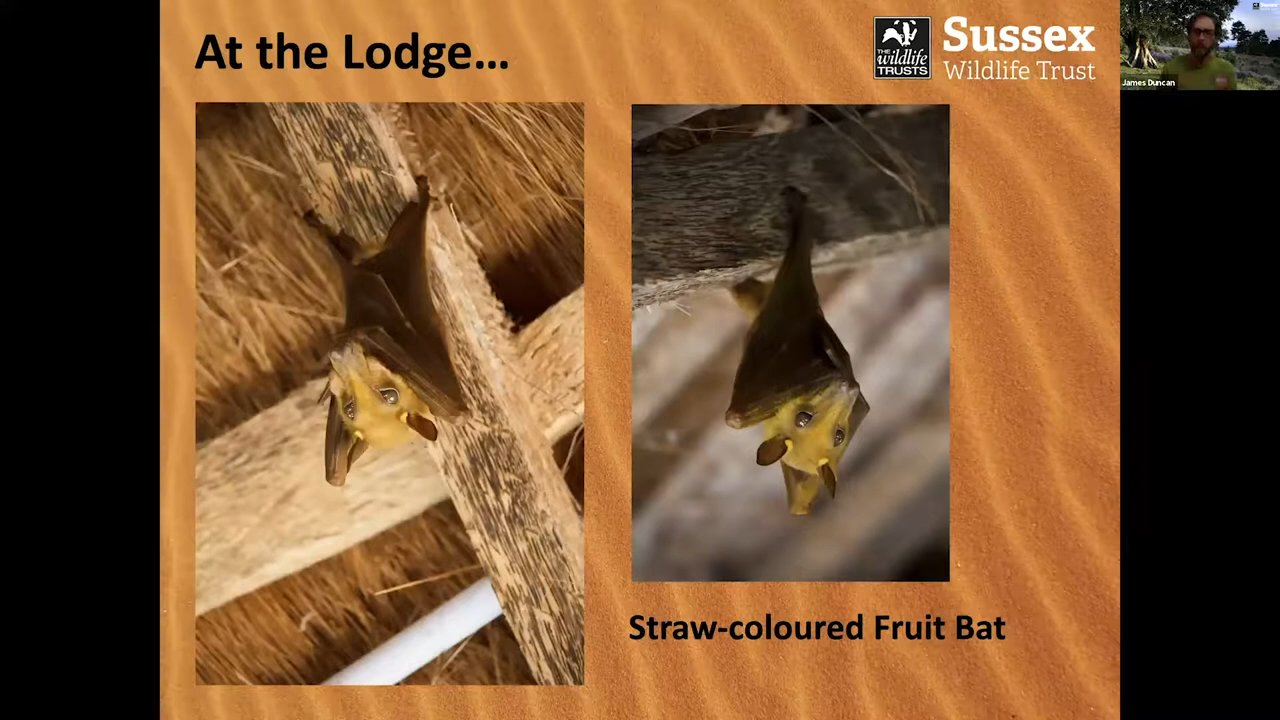 At the Lodge...
THE
wildlife
TRUSTS
Sussex
Wildlife Trust
James Duncan
Straw-coloured Fruit Bat